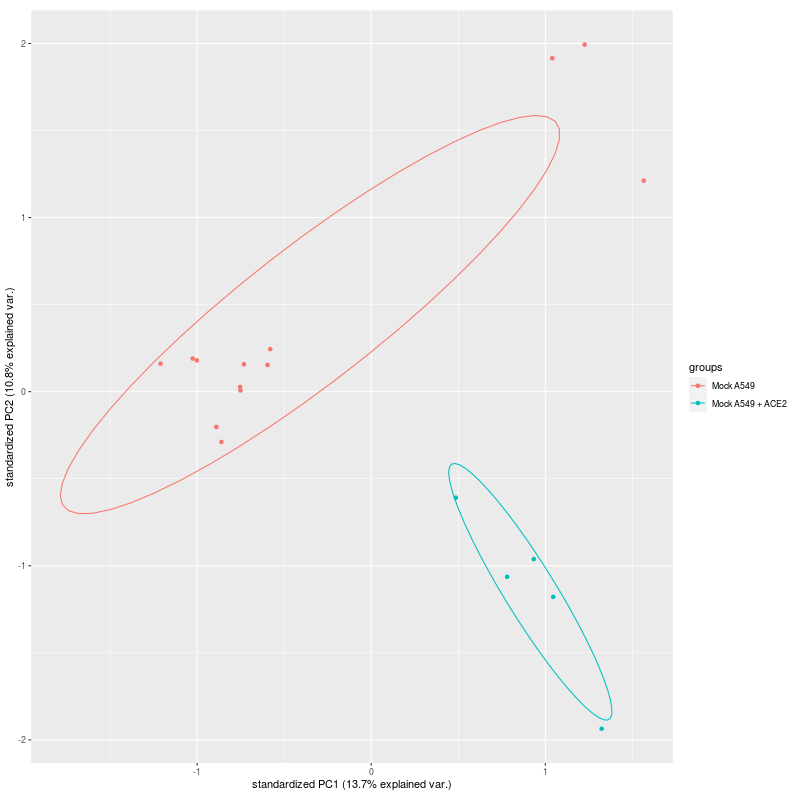 standardized PC2 (10.8% explained var.)
2
1
0
-1
-2
-1
0
1
standardized PC1 (13.7% explained var.)
groups
Mock A549
Mock A549 + ACE2